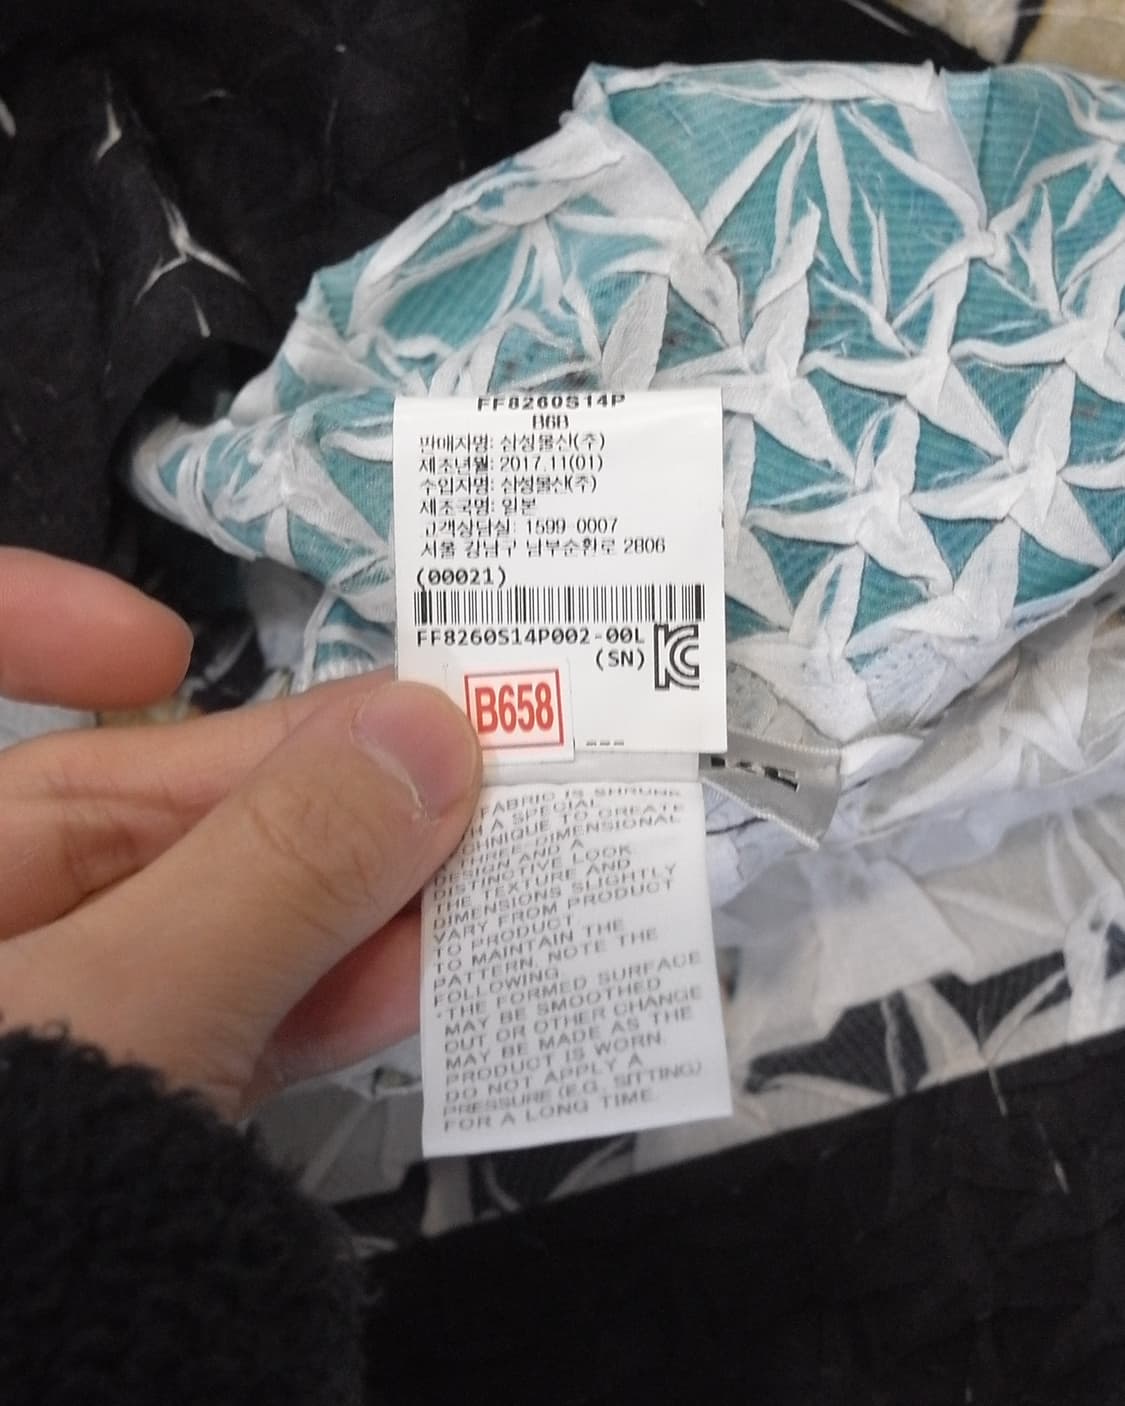 FF8260S14P
B6B
판매자명: 삼성물산(주)
제조년월: 2017.11(01)
수입자명: 삼성물산(주)
제조국명: 일본
고객상담실: 1599 0007
서울 강남구 남부순환로 2806
(00021)
FF8260S14P002-00L
(SN)
B658
---
FABRIC IS SHRUNK
A SPECIAL
TO CREATE
THREE-DIMENSIONAL
DESIGN AND A
DISTINCTIVE LOOK.
THE TEXTURE AND
DIMENSIONS SLIGHTLY
VARY FROM PRODUCT
TO PRODUCT.
TO MAINTAIN THE
PATTERN, NOTE THE
FOLLOWING.
·THE FORMED SURFACE
MAY BE SMOOTHED
OUT OR OTHER CHANGE
MAY BE MADE AS THE
PRODUCT IS WORN.
DO NOT APPLY A
PRESSURE (E.G. SITTING)
FOR A LONG TIME.